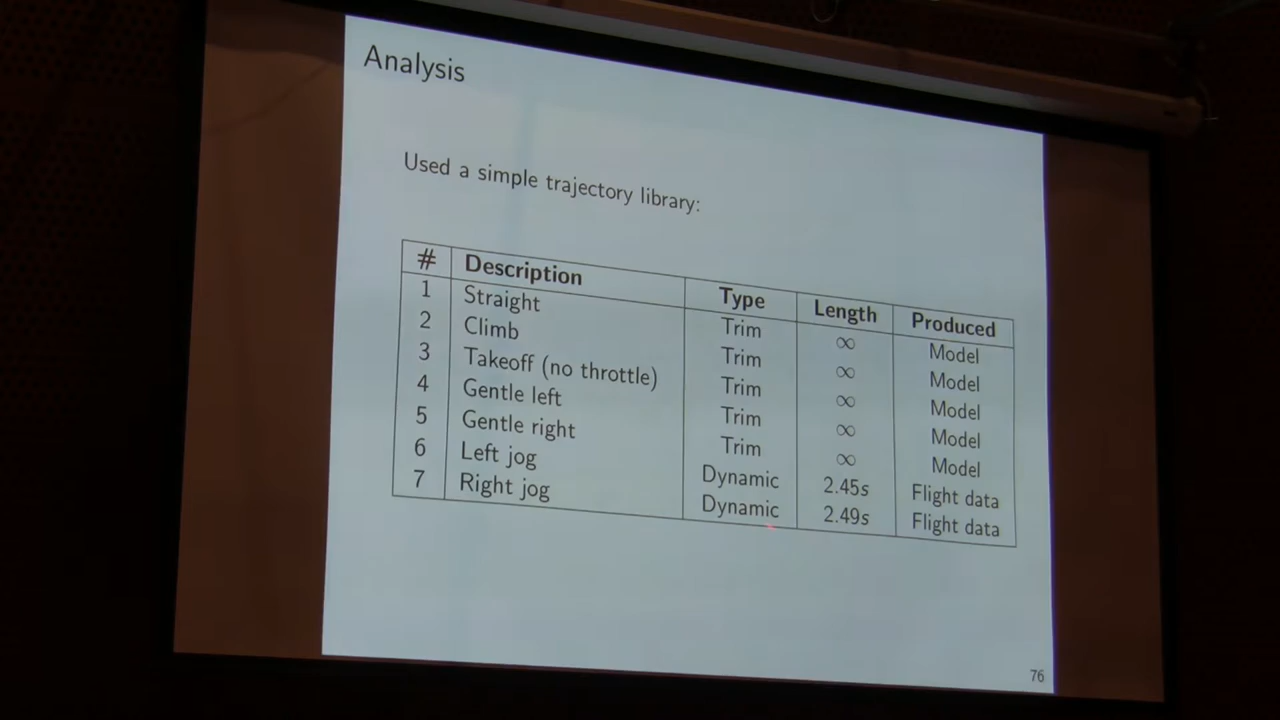 Analysis
Used a simple trajectory library:
# Description Type Length Produced
1 Straight Trim ∞ Model
2 Climb Trim ∞ Model
3 Takeoff (no throttle) Trim ∞ Model
4 Gentle left Trim ∞ Model
5 Gentle right Trim ∞ Model
6 Left jog Dynamic 2.45s Flight data
7 Right jog Dynamic 2.49s Flight data
76